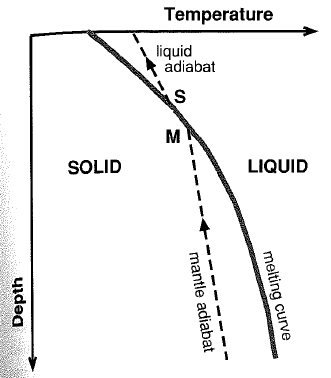 Temperature
liquid
adiabat
S
M
SOLID
LIQUID
mantle adiabat
melting curve
Depth